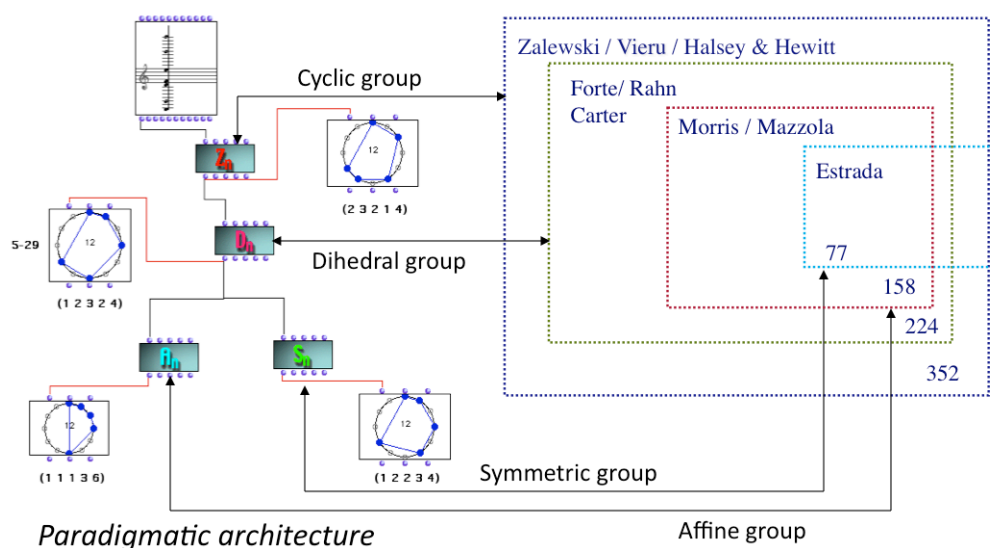 Zalewski / Vieru / Halsey & Hewitt
Cyclic group
Forte/ Rahn
Carter
Morris / Mazzola
12
Zn
Estrada
(2 3 2 1 4)
5-29
12
Dn
Dihedral group
77
(1 2 3 2 4)
158
224
An
Sn
352
12
12
(1 1 1 3 6)
(1 2 2 3 4)
Symmetric group
Paradigmatic architecture
Affine group